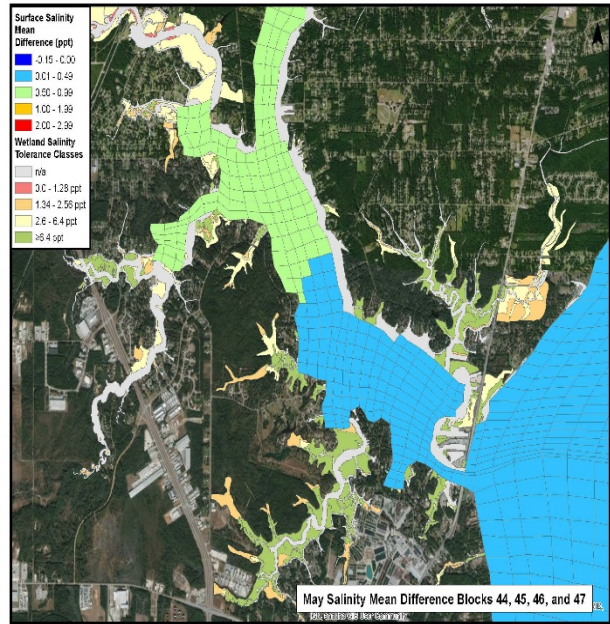 Surface Salinity
Mean
Difference (ppt)
-0.15 - 0.00
0.01 - 0.49
0.50 - 0.99
1.00 - 1.99
2.00 - 2.99
Wetland Salinity
Tolerance Classes
n/a
0.0 - 1.28 ppt
1.34 - 2.56 ppt
2.6 - 6.4 ppt
≥6.4 ppt
May Salinity Mean Difference Blocks 44, 45, 46, and 47
User Community